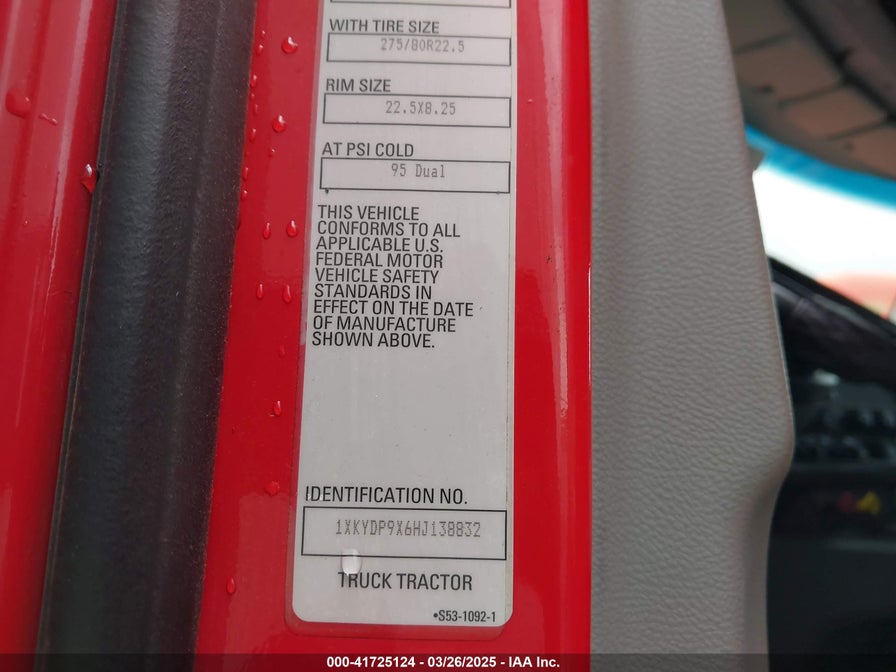 WITH TIRE SIZE
275/80R22.5
RIM SIZE
22.5X8.25
AT PSI COLD
95 Dual
THIS VEHICLE
CONFORMS TO ALL
APPLICABLE U.S.
FEDERAL MOTOR
VEHICLE SAFETY
STANDARDS IN
EFFECT ON THE DATE
OF MANUFACTURE
SHOWN ABOVE.
IDENTIFICATION NO.
1XKYDP9X6HJ138832
TRUCK TRACTOR
•S53-1092-1
000-41725124 - 03/26/2025 - IAA Inc.